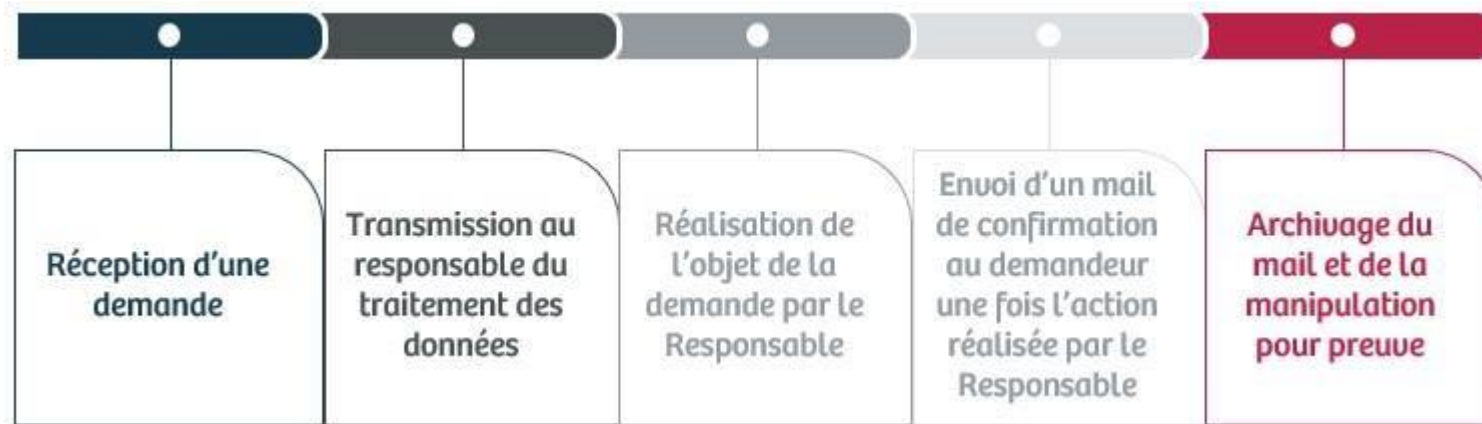 Réception d'une
demande
Transmission au
responsable du
traitement des
données
Réalisation de
l'objet de la
demande par le
Responsable
Envoi d'un mail
de confirmation
au demandeur
une fois l'action
réalisée par le
Responsable
Archivage du
mail et de la
manipulation
pour preuve